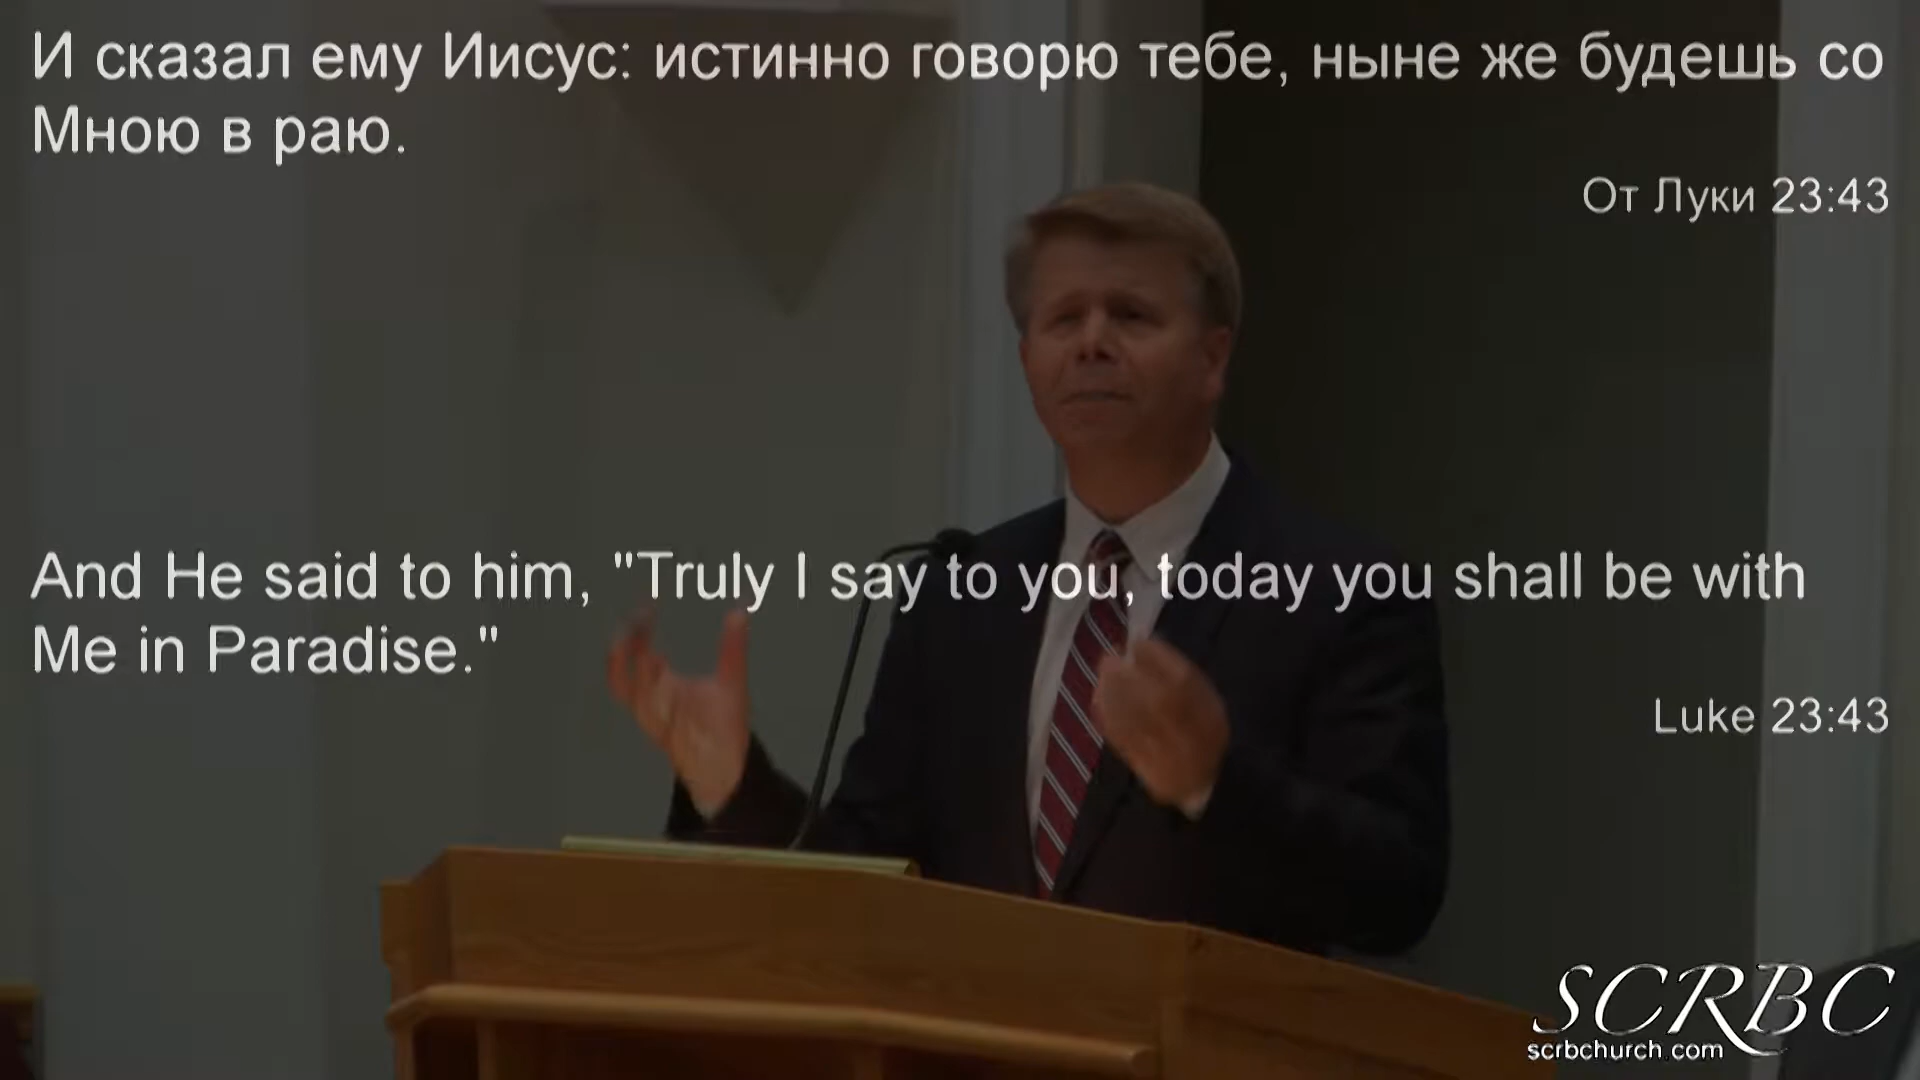 И сказал ему Иисус: истинно говорю тебе, ныне же будешь со
Мною в раю.
От Луки 23:43
And He said to him, "Truly I say to you, today you shall be with
Me in Paradise."
Luke 23:43
SCRBC
scrbchurch.com